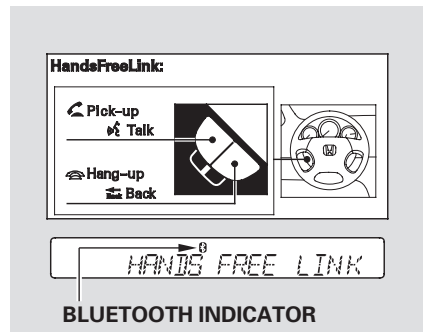 HandsFreeLink:
Pick-up
Talk
Hang-up
Back
HANDS FREE LINK
BLUETOOTH INDICATOR